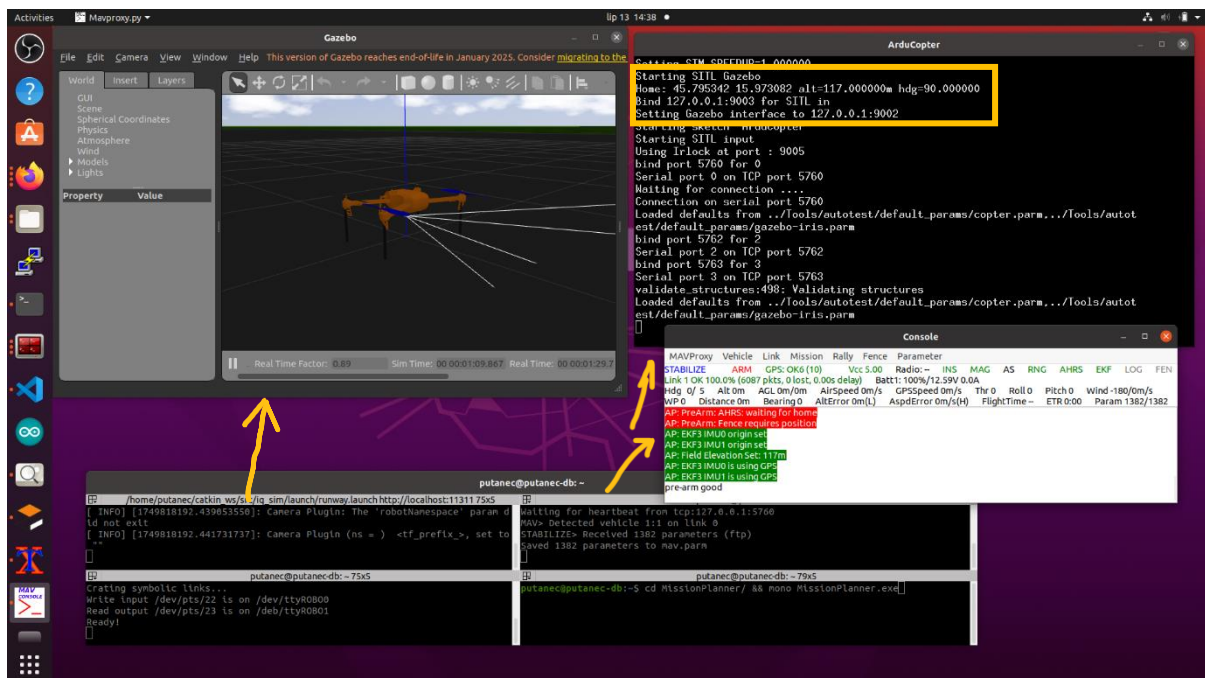 Activities Mavproxy.py lip 13 14:38
Gazebo
File Edit Camera View Window Help This version of Gazebo reaches end-of-life in January 2025. Consider migrating to the
World Insert Layers
GUI
Scene
Spherical Coordinates
Physics
Atmosphere
Wind
Models
Lights
Property Value
Real Time Factor: 0.89 Sim Time: 00 00:01:09.867 Real Time: 00 00:01:29.7
ArduCopter
Setting SIM_SPEEDUP=1.000000
Starting SITL Gazebo
Home: 45.795342 15.973082 alt=117.000000m hdg=90.000000
Bind 127.0.0.1:9003 for SITL in
Setting Gazebo interface to 127.0.0.1:9002
Starting sketch 'ArduCopter'
Starting SITL input
Using Irlock at port : 9005
bind port 5760 for 0
Serial port 0 on TCP port 5760
Waiting for connection ....
Connection on serial port 5760
Loaded defaults from ../Tools/autotest/default_params/copter.parm,../Tools/autot
est/default_params/gazebo-iris.parm
bind port 5762 for 2
Serial port 2 on TCP port 5762
bind port 5763 for 3
Serial port 3 on TCP port 5763
validate_structures:498: Validating structures
Loaded defaults from ../Tools/autotest/default_params/copter.parm,../Tools/autot
est/default_params/gazebo-iris.parm
Console
MAVProxy Vehicle Link Mission Rally Fence Parameter
STABILIZE ARM GPS: OK6 (10) Vcc 5.00 Radio: -- INS MAG AS RNG AHRS EKF LOG FEN
Link 1 OK 100.0% (6087 pkts, 0 lost, 0.00s delay) Batt1: 100%/12.59V 0.0A
Hdg 0/ 5 Alt 0m AGL 0m/0m AirSpeed 0m/s GPSSpeed 0m/s Thr 0 Roll 0 Pitch 0 Wind -180/0m/s
WP 0 Distance 0m Bearing 0 AltError 0m(L) AspdError 0m/s(H) FlightTime -- ETR 0:00 Param 1382/1382
AP: PreArm: AHRS: waiting for home
AP: PreArm: Fence requires position
AP: EKF3 IMU0 origin set
AP: EKF3 IMU1 origin set
AP: Field Elevation Set: 117m
AP: EKF3 IMU0 is using GPS
AP: EKF3 IMU1 is using GPS
pre-arm good
putanec@putanec-db: ~
/home/putanec/catkin_ws/src/iq_sim/launch/runway.launch http://localhost:11311 75x5
[ INFO] [1749818192.439053550]: Camera Plugin: The 'robotNamespace' param d
id not exit
[ INFO] [1749818192.441731737]: Camera Plugin (ns = ) <tf_prefix_>, set to
""
Waiting for heartbeat from tcp:127.0.0.1:5760
MAV> Detected vehicle 1:1 on link 0
STABILIZE> Received 1382 parameters (ftp)
Saved 1382 parameters to mav.parm
putanec@putanec-db: ~ 75x5
Crating symbolic links...
Write input /dev/pts/22 is on /dev/ttyROBO0
Read output /dev/pts/23 is on /deb/ttyROBO1
Ready!
putanec@putanec-db: ~ 79x5
putanec@putanec-db:~$ cd MissionPlanner/ && mono MissionPlanner.exe
MAV
CONSOLE